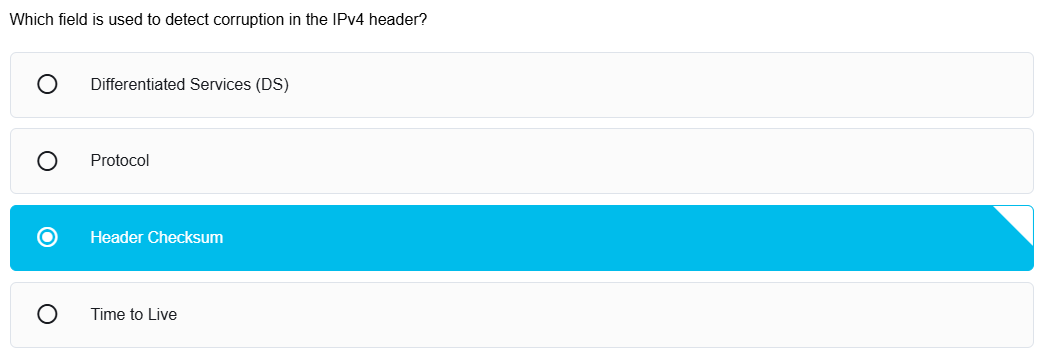 Which field is used to detect corruption in the IPv4 header?
Differentiated Services (DS)
Protocol
Header Checksum
Time to Live